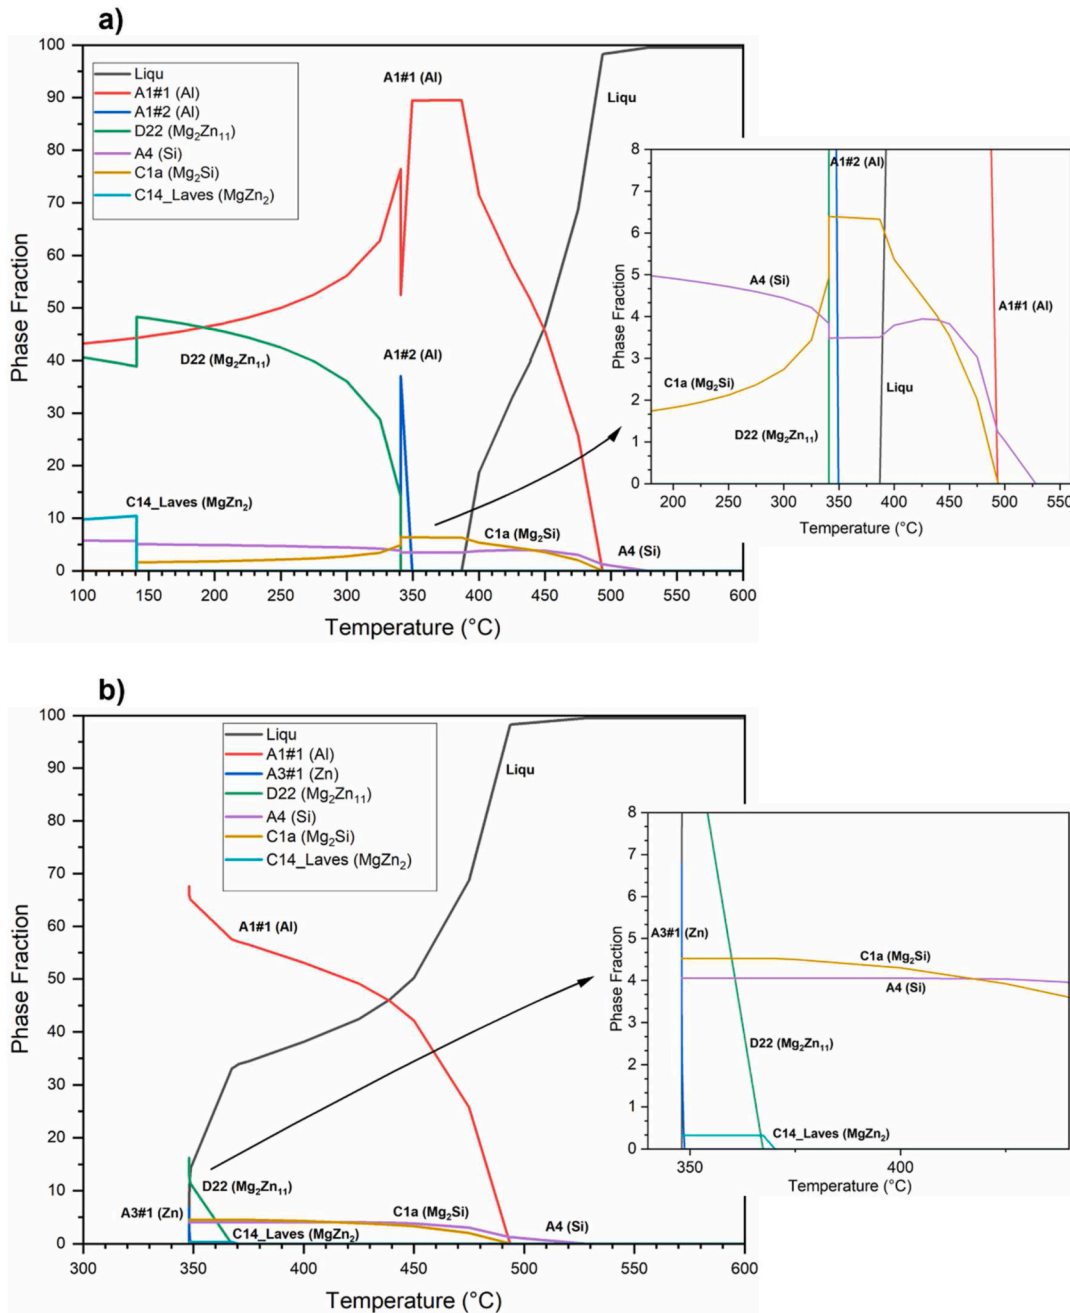 a)
Phase Fraction
100
90
80
70
60
50
40
30
20
10
0
Liqu
A1#1 (Al)
A1#2 (Al)
D22 (Mg₂Zn₁₁)
A4 (Si)
C1a (Mg₂Si)
C14_Laves (MgZn₂)
A1#1 (Al)
Liqu
A1#2 (Al)
D22 (Mg₂Zn₁₁)
C14_Laves (MgZn₂)
C1a (Mg₂Si)
A4 (Si)
100 150 200 250 300 350 400 450 500 550 600
Temperature (°C)
Phase Fraction
8
7
6
5
4
3
2
1
0
A1#2 (Al)
A4 (Si)
A1#1 (Al)
C1a (Mg₂Si)
Liqu
D22 (Mg₂Zn₁₁)
200 250 300 350 400 450 500 550
Temperature (°C)
b)
Phase Fraction
100
90
80
70
60
50
40
30
20
10
0
Liqu
A1#1 (Al)
A3#1 (Zn)
D22 (Mg₂Zn₁₁)
A4 (Si)
C1a (Mg₂Si)
C14_Laves (MgZn₂)
Liqu
A1#1 (Al)
D22 (Mg₂Zn₁₁)
A3#1 (Zn)
C1a (Mg₂Si)
A4 (Si)
C14_Laves (MgZn₂)
300 350 400 450 500 550 600
Temperature (°C)
Phase Fraction
8
7
6
5
4
3
2
1
0
A3#1 (Zn)
C1a (Mg₂Si)
A4 (Si)
D22 (Mg₂Zn₁₁)
C14_Laves (MgZn₂)
350 400
Temperature (°C)